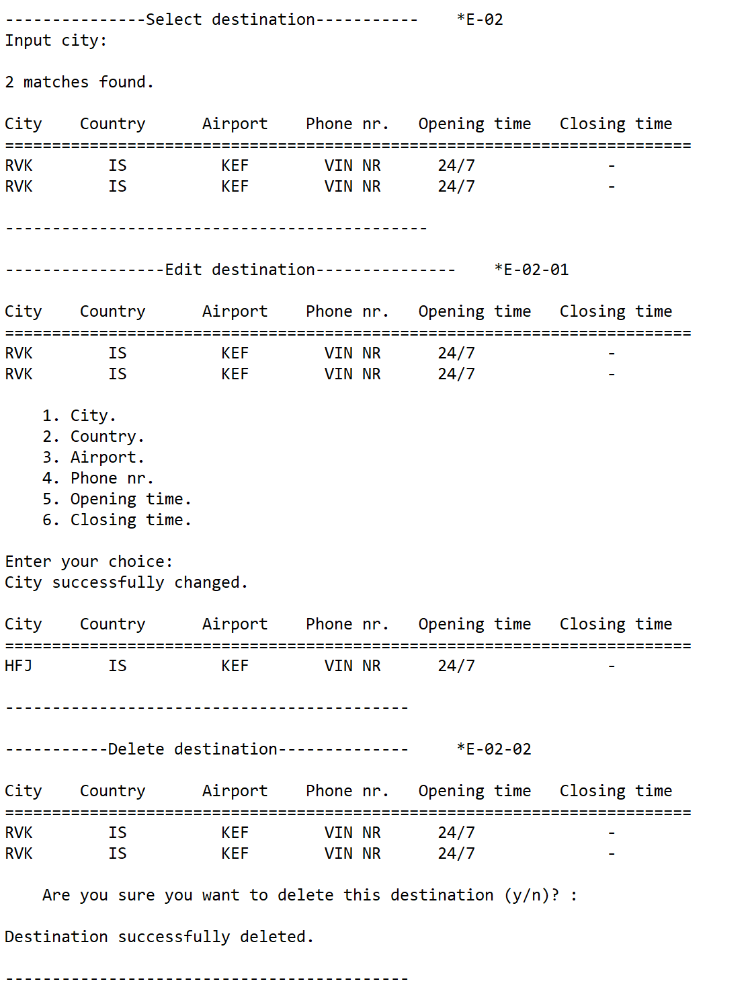 ---------------Select destination-----------    *E-02
Input city:
2 matches found.
City    Country      Airport    Phone nr.   Opening time   Closing time
=========================================================================
RVK        IS          KEF        VIN NR      24/7              -
RVK        IS          KEF        VIN NR      24/7              -
---------------------------------------------
-----------------Edit destination---------------    *E-02-01
City    Country      Airport    Phone nr.   Opening time   Closing time
=========================================================================
RVK        IS          KEF        VIN NR      24/7              -
RVK        IS          KEF        VIN NR      24/7              -
    1. City.
    2. Country.
    3. Airport.
    4. Phone nr.
    5. Opening time.
    6. Closing time.
Enter your choice:
City successfully changed.
City    Country      Airport    Phone nr.   Opening time   Closing time
=========================================================================
HFJ        IS          KEF        VIN NR      24/7              -
-------------------------------------------
-----------Delete destination--------------     *E-02-02
City    Country      Airport    Phone nr.   Opening time   Closing time
=========================================================================
RVK        IS          KEF        VIN NR      24/7              -
RVK        IS          KEF        VIN NR      24/7              -
    Are you sure you want to delete this destination (y/n)? :
Destination successfully deleted.
-------------------------------------------